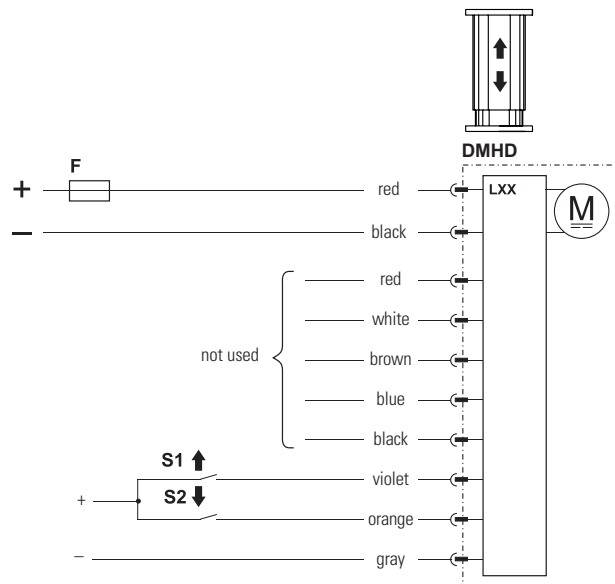 DMHD
F
+ red LXX
M
− black
red
white
not used brown
blue
black
S1 violet
+ S2
orange
− gray